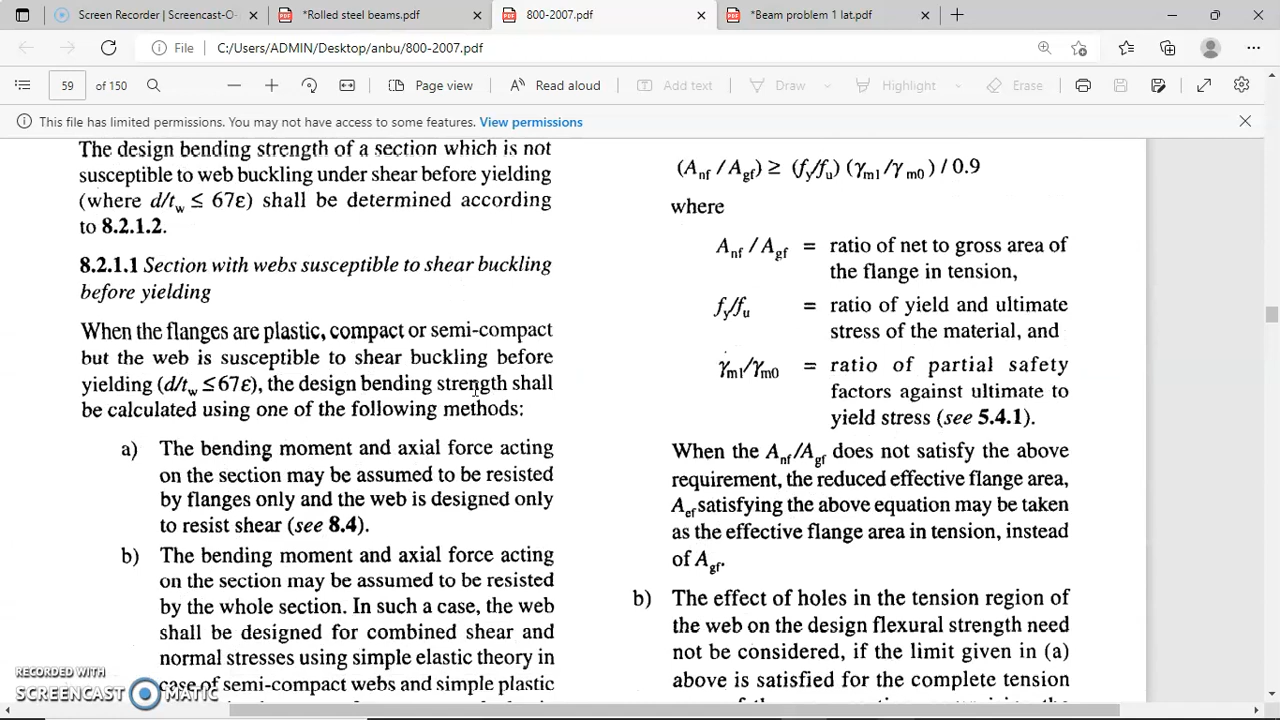 Screen Recorder | Screencast-O-
*Rolled steel beams.pdf
800-2007.pdf
*Beam problem 1 lat.pdf
File
C:/Users/ADMIN/Desktop/anbu/800-2007.pdf
59 of 150
Page view
Read aloud
Add text
Draw
Highlight
Erase
This file has limited permissions. You may not have access to some features. View permissions
The design bending strength of a section which is not
susceptible to web buckling under shear before yielding
(where d/tw ≤ 67ε) shall be determined according
to 8.2.1.2.
8.2.1.1 Section with webs susceptible to shear buckling
before yielding
When the flanges are plastic, compact or semi-compact
but the web is susceptible to shear buckling before
yielding (d/tw ≤67ε), the design bending strength shall
be calculated using one of the following methods:
a) The bending moment and axial force acting
on the section may be assumed to be resisted
by flanges only and the web is designed only
to resist shear (see 8.4).
b) The bending moment and axial force acting
on the section may be assumed to be resisted
by the whole section. In such a case, the web
shall be designed for combined shear and
normal stresses using simple elastic theory in
case of semi-compact webs and simple plastic
(Anf / Agf) ≥ (fy/fu) (γm1/γm0) / 0.9
where
Anf / Agf = ratio of net to gross area of
the flange in tension,
fy/fu = ratio of yield and ultimate
stress of the material, and
γm1/γm0 = ratio of partial safety
factors against ultimate to
yield stress (see 5.4.1).
When the Anf/Agf does not satisfy the above
requirement, the reduced effective flange area,
Aef satisfying the above equation may be taken
as the effective flange area in tension, instead
of Agf.
b) The effect of holes in the tension region of
the web on the design flexural strength need
not be considered, if the limit given in (a)
above is satisfied for the complete tension
RECORDED WITH
SCREENCAST MATIC